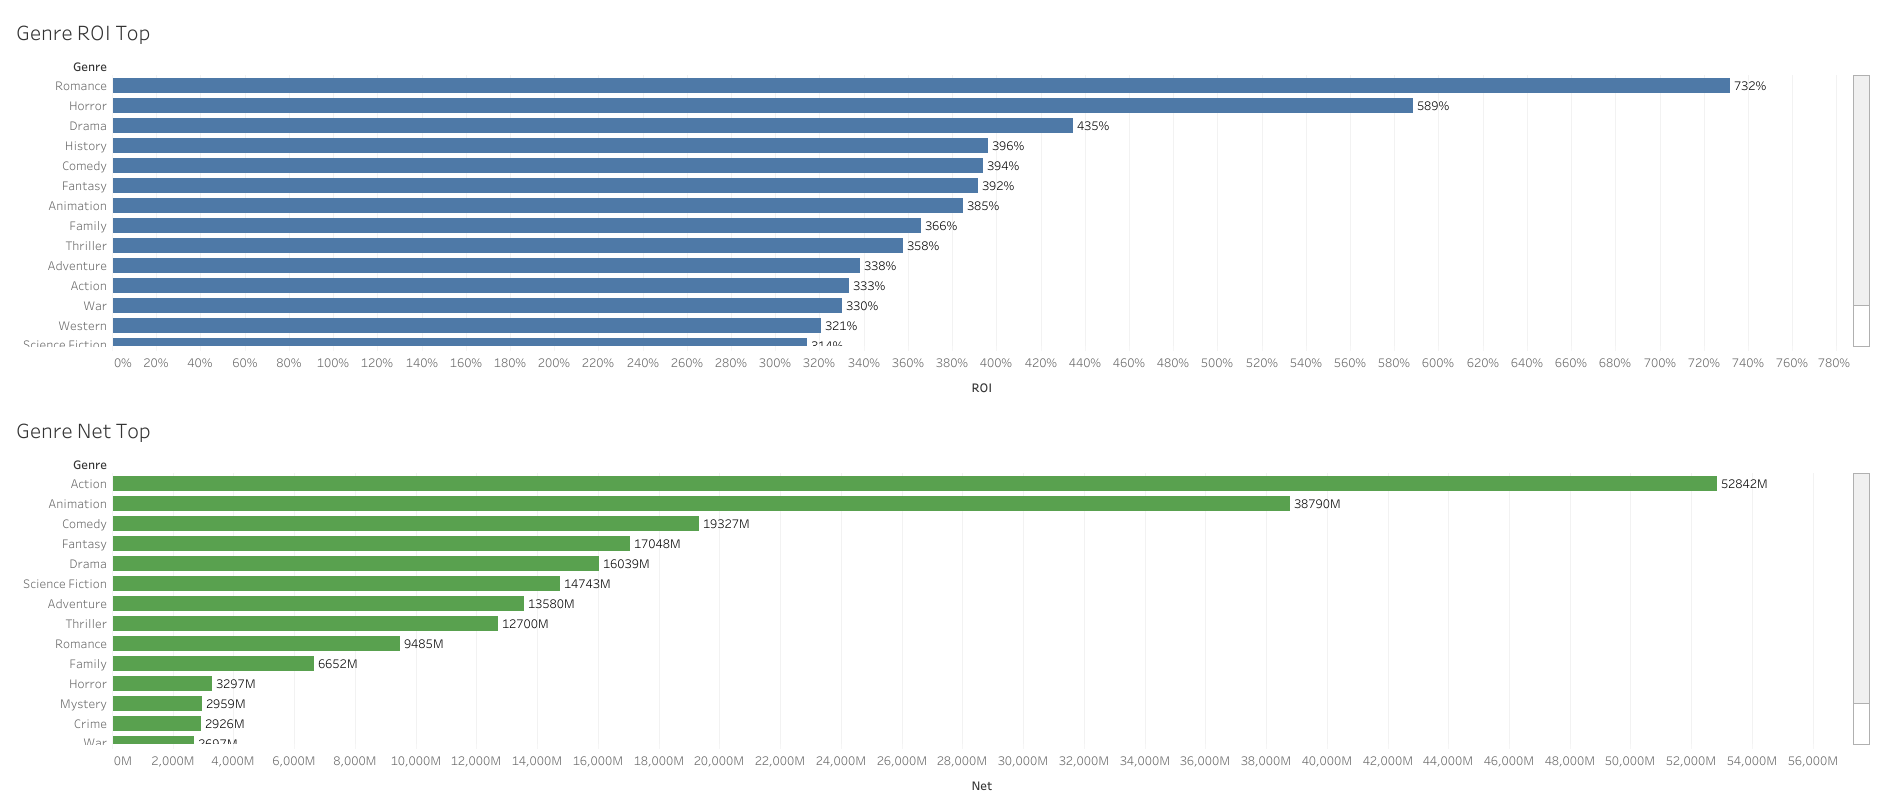 Genre ROI Top
Genre
Romance 732%
Horror 589%
Drama 435%
History 396%
Comedy 394%
Fantasy 392%
Animation 385%
Family 366%
Thriller 358%
Adventure 338%
Action 333%
War 330%
Western 321%
Science Fiction 314%
0% 20% 40% 60% 80% 100% 120% 140% 160% 180% 200% 220% 240% 260% 280% 300% 320% 340% 360% 380% 400% 420% 440% 460% 480% 500% 520% 540% 560% 580% 600% 620% 640% 660% 680% 700% 720% 740% 760% 780%
ROI
Genre Net Top
Genre
Action 52842M
Animation 38790M
Comedy 19327M
Fantasy 17048M
Drama 16039M
Science Fiction 14743M
Adventure 13580M
Thriller 12700M
Romance 9485M
Family 6652M
Horror 3297M
Mystery 2959M
Crime 2926M
War 2697M
0M 2,000M 4,000M 6,000M 8,000M 10,000M 12,000M 14,000M 16,000M 18,000M 20,000M 22,000M 24,000M 26,000M 28,000M 30,000M 32,000M 34,000M 36,000M 38,000M 40,000M 42,000M 44,000M 46,000M 48,000M 50,000M 52,000M 54,000M 56,000M
Net